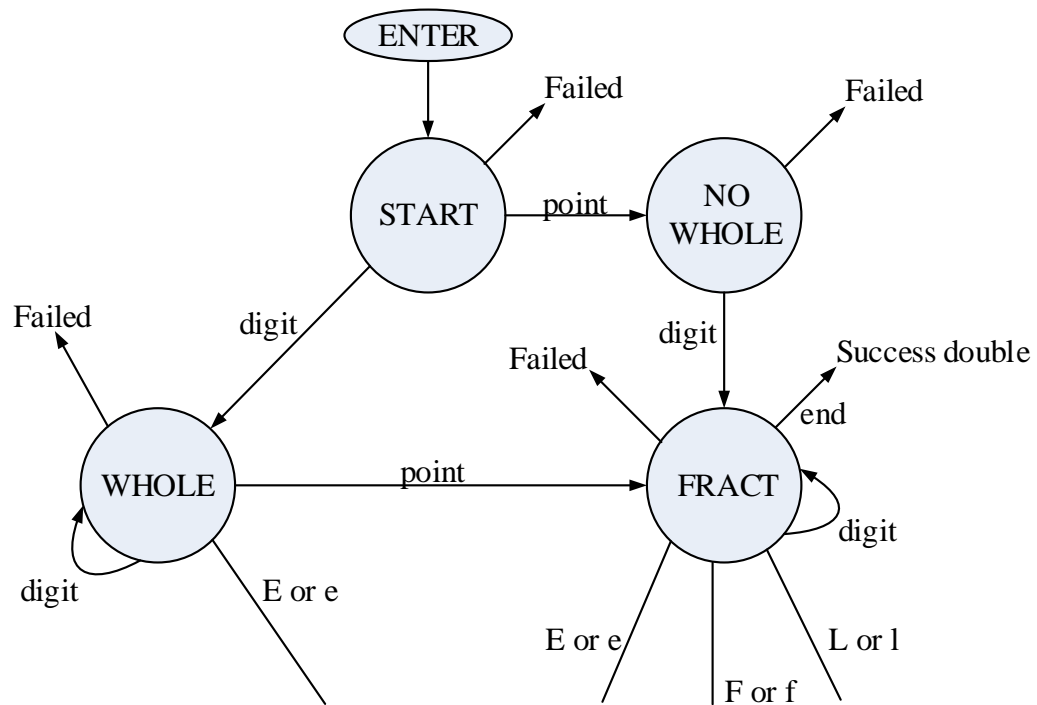 ENTER
Failed
Failed
START
point
NO
WHOLE
digit
digit
Failed
Failed
Success double
end
WHOLE
point
FRACT
digit
digit
E or e
E or e
L or l
F or f